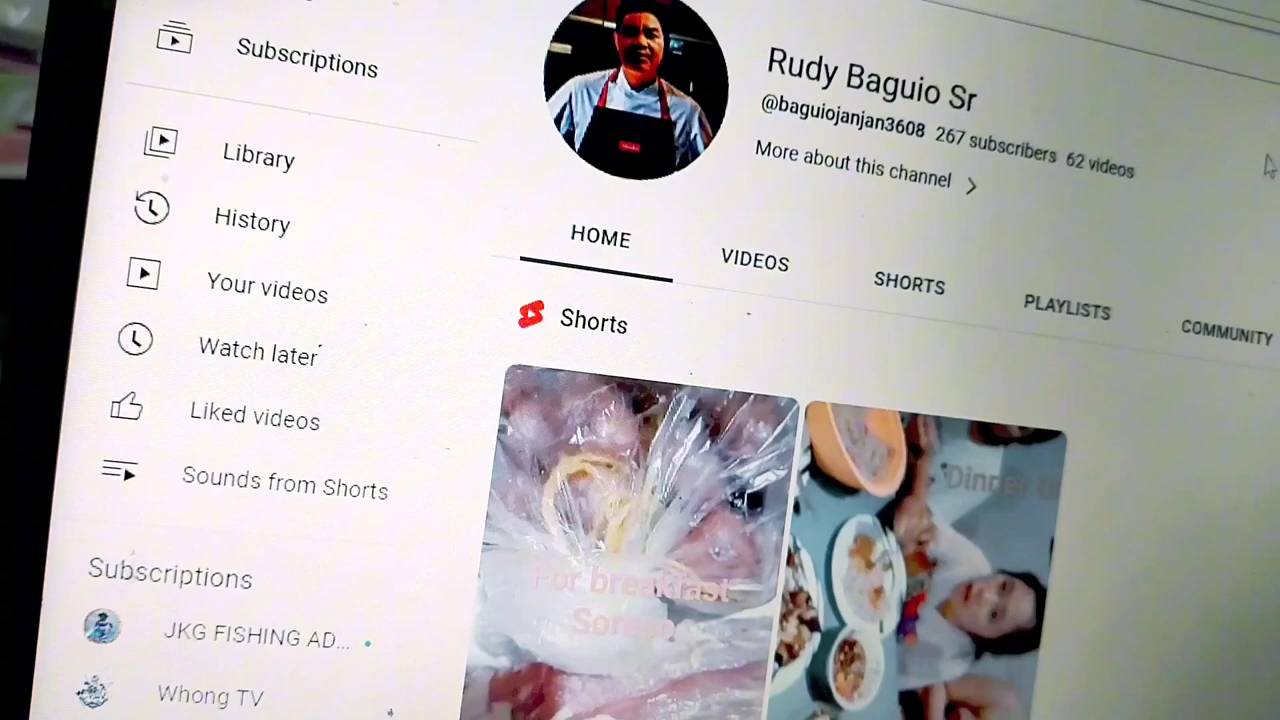 Subscriptions
Library
History
Your videos
Watch later
Liked videos
Sounds from Shorts
Subscriptions
JKG FISHING AD...
Whong TV
Rudy Baguio Sr
@baguiojanjan3608 267 subscribers 62 videos
More about this channel
HOME VIDEOS SHORTS PLAYLISTS COMMUNITY
Shorts
For breakfast
Dinner